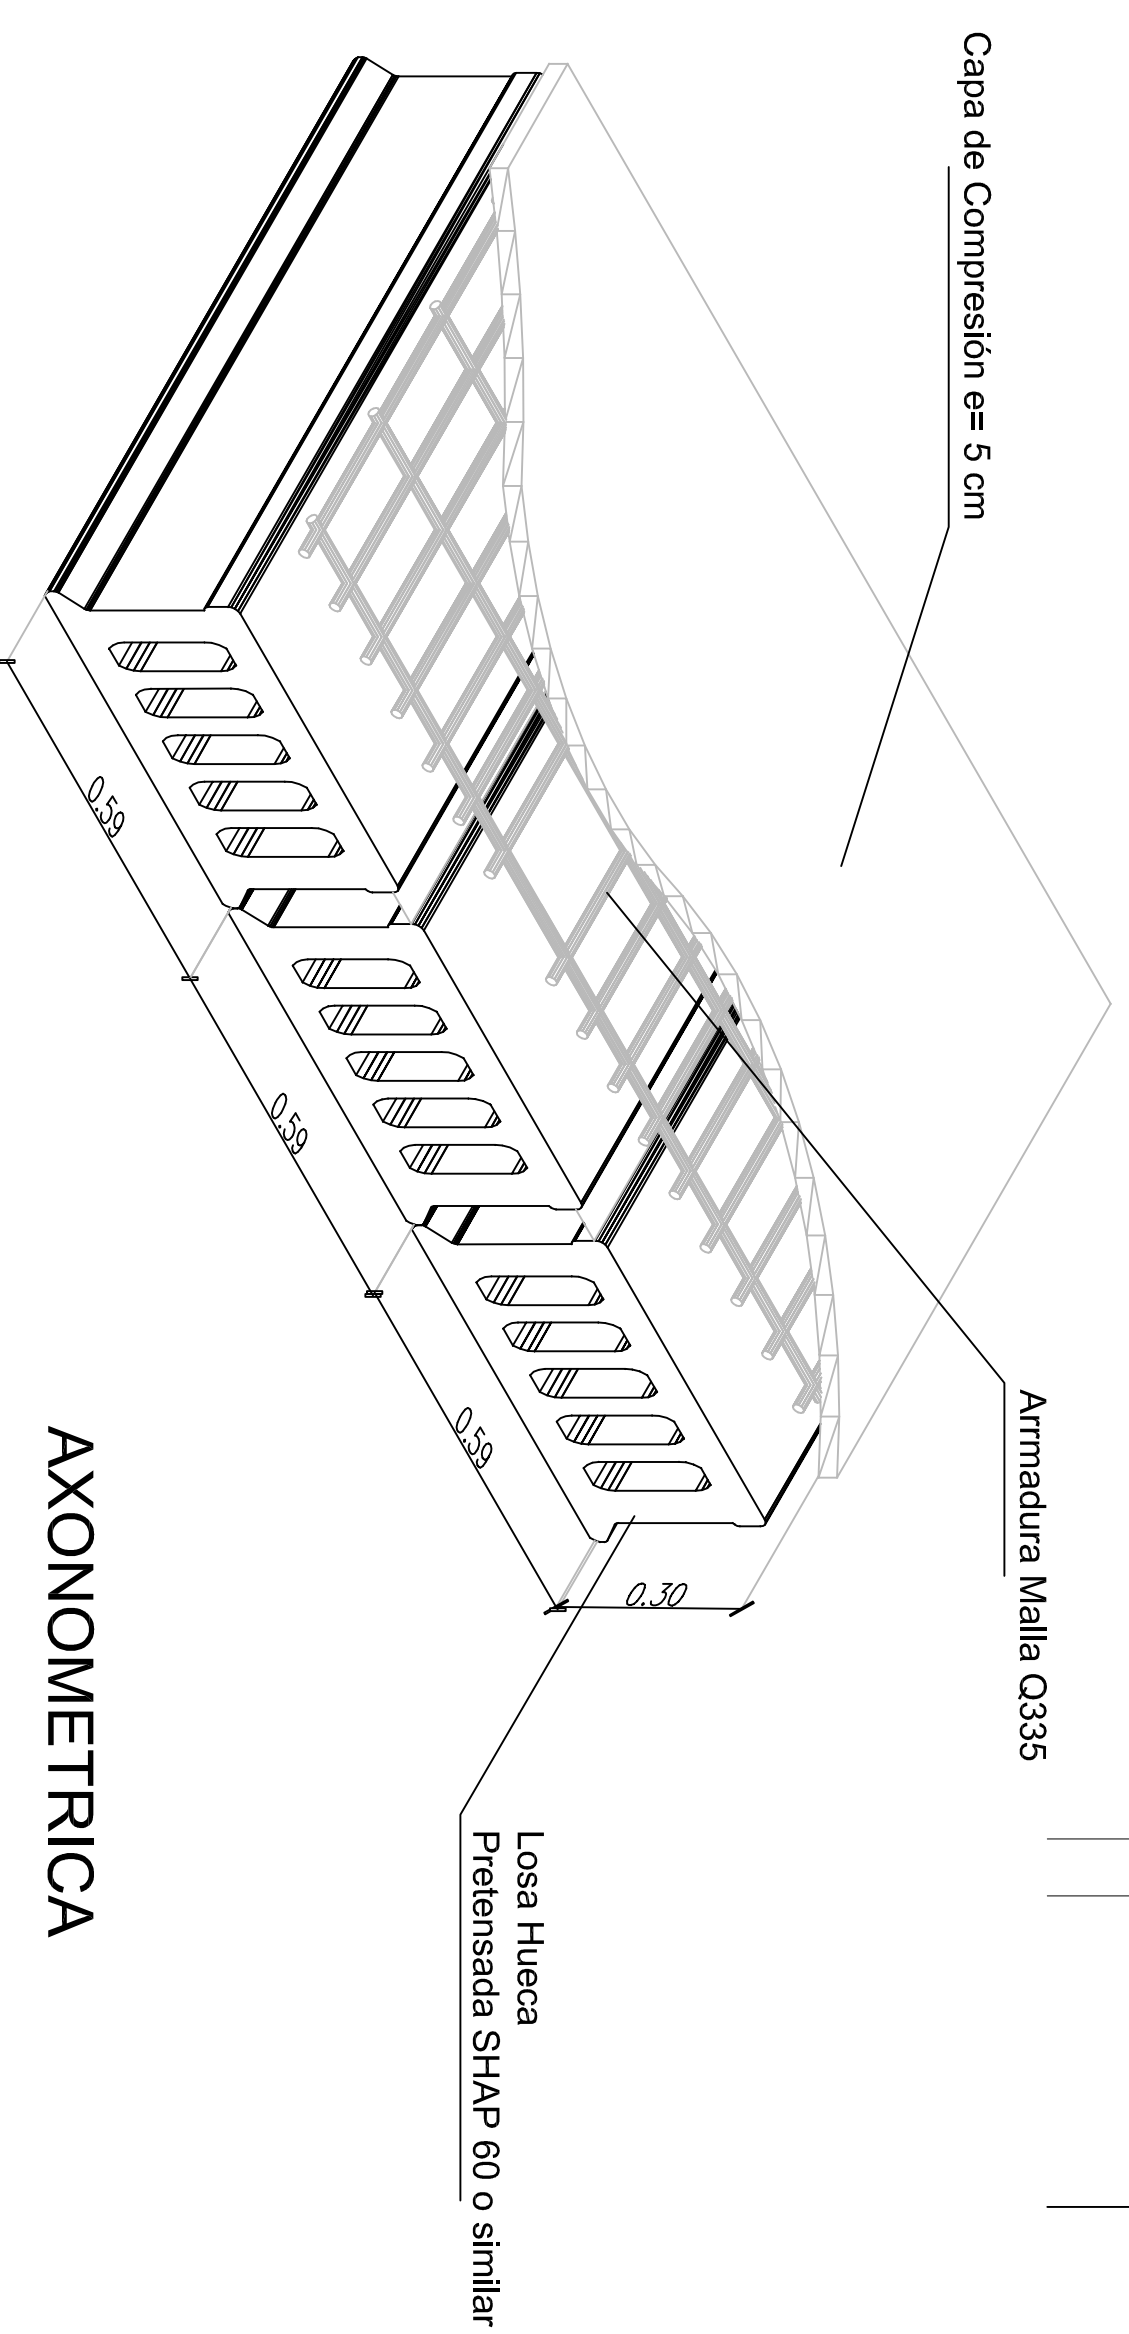 Capa de Compresión e= 5 cm
Arrmadura Malla Q335
0.59
0.59
0.59
0.30
Losa Hueca
Pretensada SHAP 60 o similar
AXONOMETRICA